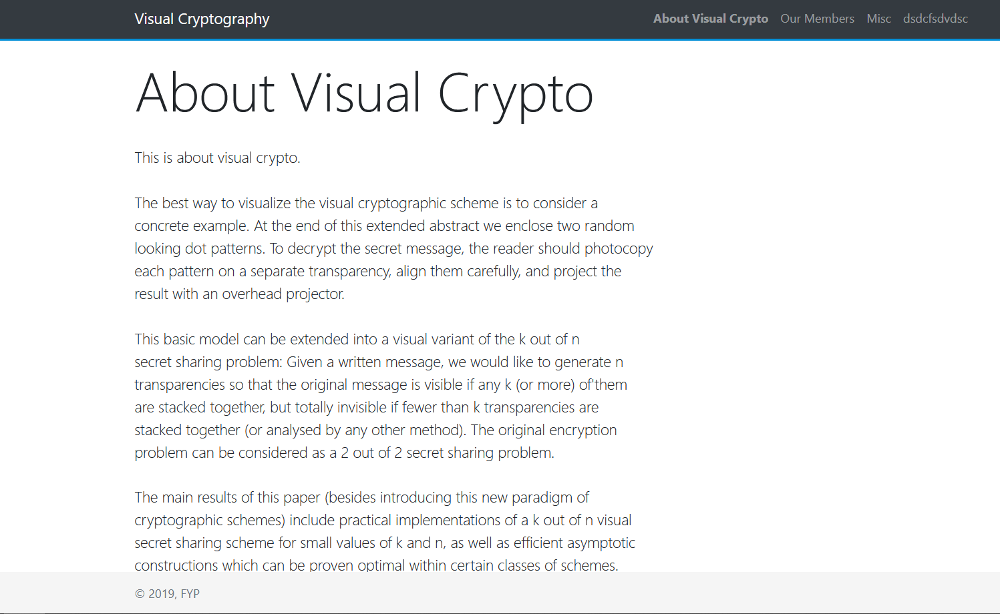 Visual Cryptography
About Visual Crypto Our Members Misc dsdcfsdvdsc
About Visual Crypto
This is about visual crypto.
The best way to visualize the visual cryptographic scheme is to consider a
concrete example. At the end of this extended abstract we enclose two random
looking dot patterns. To decrypt the secret message, the reader should photocopy
each pattern on a separate transparency, align them carefully, and project the
result with an overhead projector.
This basic model can be extended into a visual variant of the k out of n
secret sharing problem: Given a written message, we would like to generate n
transparencies so that the original message is visible if any k (or more) of'them
are stacked together, but totally invisible if fewer than k transparencies are
stacked together (or analysed by any other method). The original encryption
problem can be considered as a 2 out of 2 secret sharing problem.
The main results of this paper (besides introducing this new paradigm of
cryptographic schemes) include practical implementations of a k out of n visual
secret sharing scheme for small values of k and n, as well as efficient asymptotic
constructions which can be proven optimal within certain classes of schemes.
© 2019, FYP